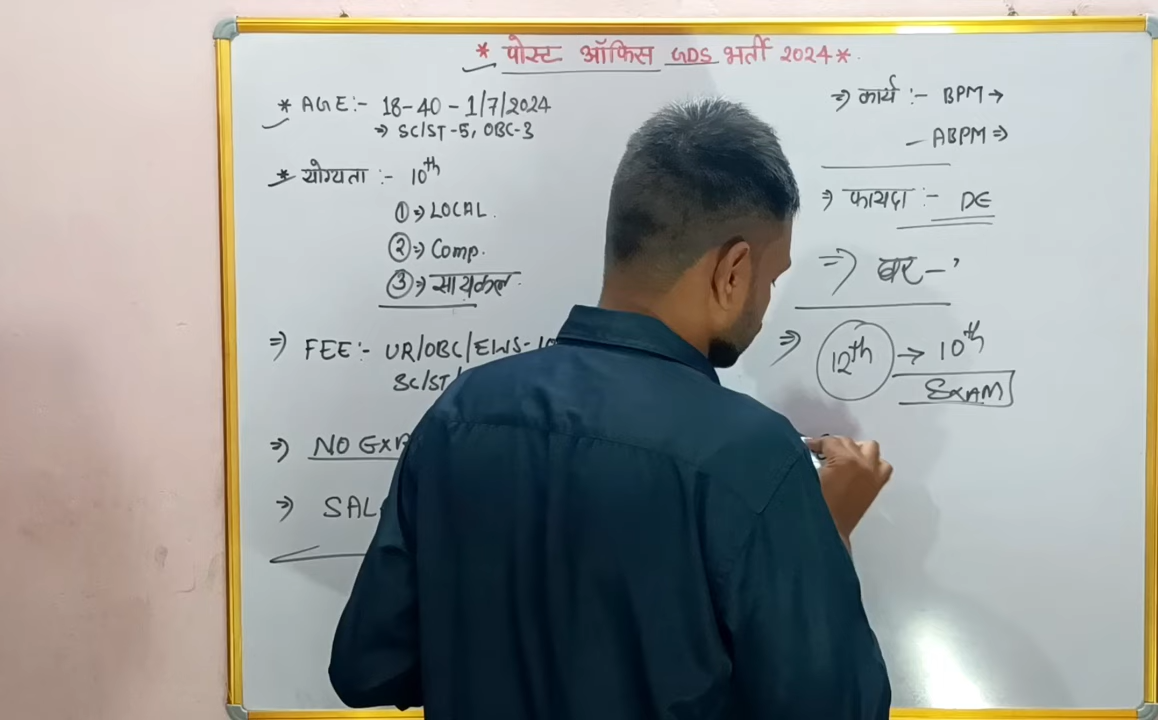 * पोस्ट ऑफिस GDS भर्ती 2024 *
* AGE:- 18-40 - 1/7/2024
→ SC/ST-5, OBC-3
* योग्यता :- 10th
① ⇒ LOCAL.
② ⇒ Comp.
③ ⇒ सायकल.
⇒ FEE:- UR/OBC/EWS-
SC/ST/
⇒ NO
⇒ SAL
⇒ कार्य :- BPM →
- ABPM ⇒
⇒ फायदा :- DE
⇒
⇒ 12th → 10th
EXAM